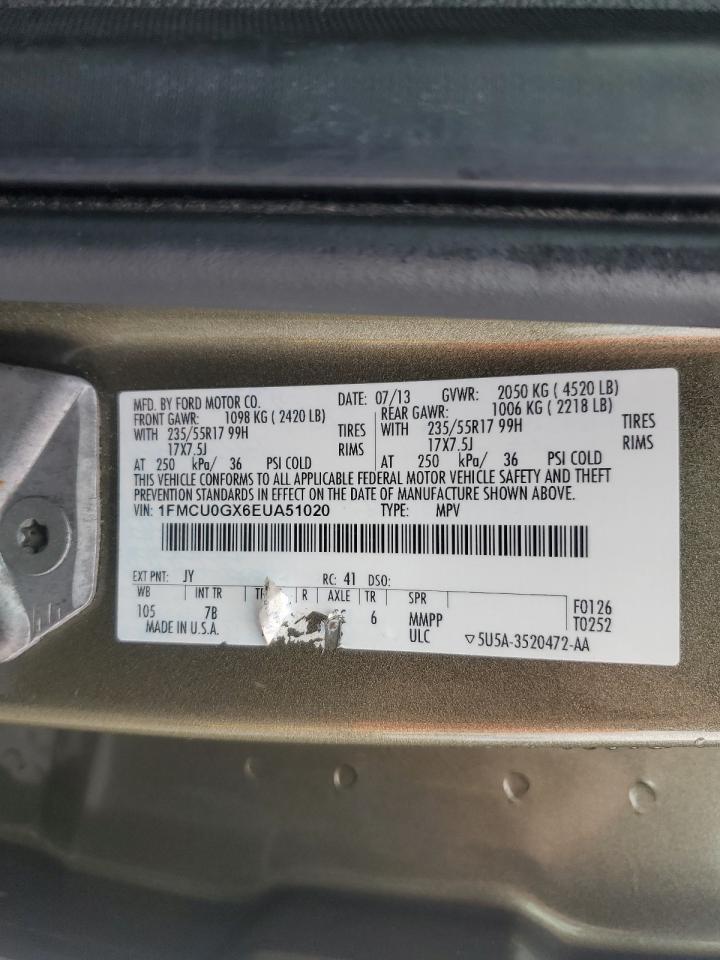 MFD. BY FORD MOTOR CO. DATE: 07/13 GVWR: 2050 KG ( 4520 LB)
FRONT GAWR: 1098 KG ( 2420 LB) REAR GAWR: 1006 KG ( 2218 LB)
WITH 235/55R17 99H TIRES WITH 235/55R17 99H TIRES
17X7.5J RIMS 17X7.5J RIMS
AT 250 kPa/ 36 PSI COLD AT 250 kPa/ 36 PSI COLD
THIS VEHICLE CONFORMS TO ALL APPLICABLE FEDERAL MOTOR VEHICLE SAFETY AND THEFT
PREVENTION STANDARDS IN EFFECT ON THE DATE OF MANUFACTURE SHOWN ABOVE.
VIN: 1FMCU0GX6EUA51020 TYPE: MPV
EXT PNT: JY RC: 41 DSO:
WB INT TR R AXLE TR SPR
105 7B 6 MMPP F0126
MADE IN U.S.A. ULC ▽5U5A-3520472-AA T0252